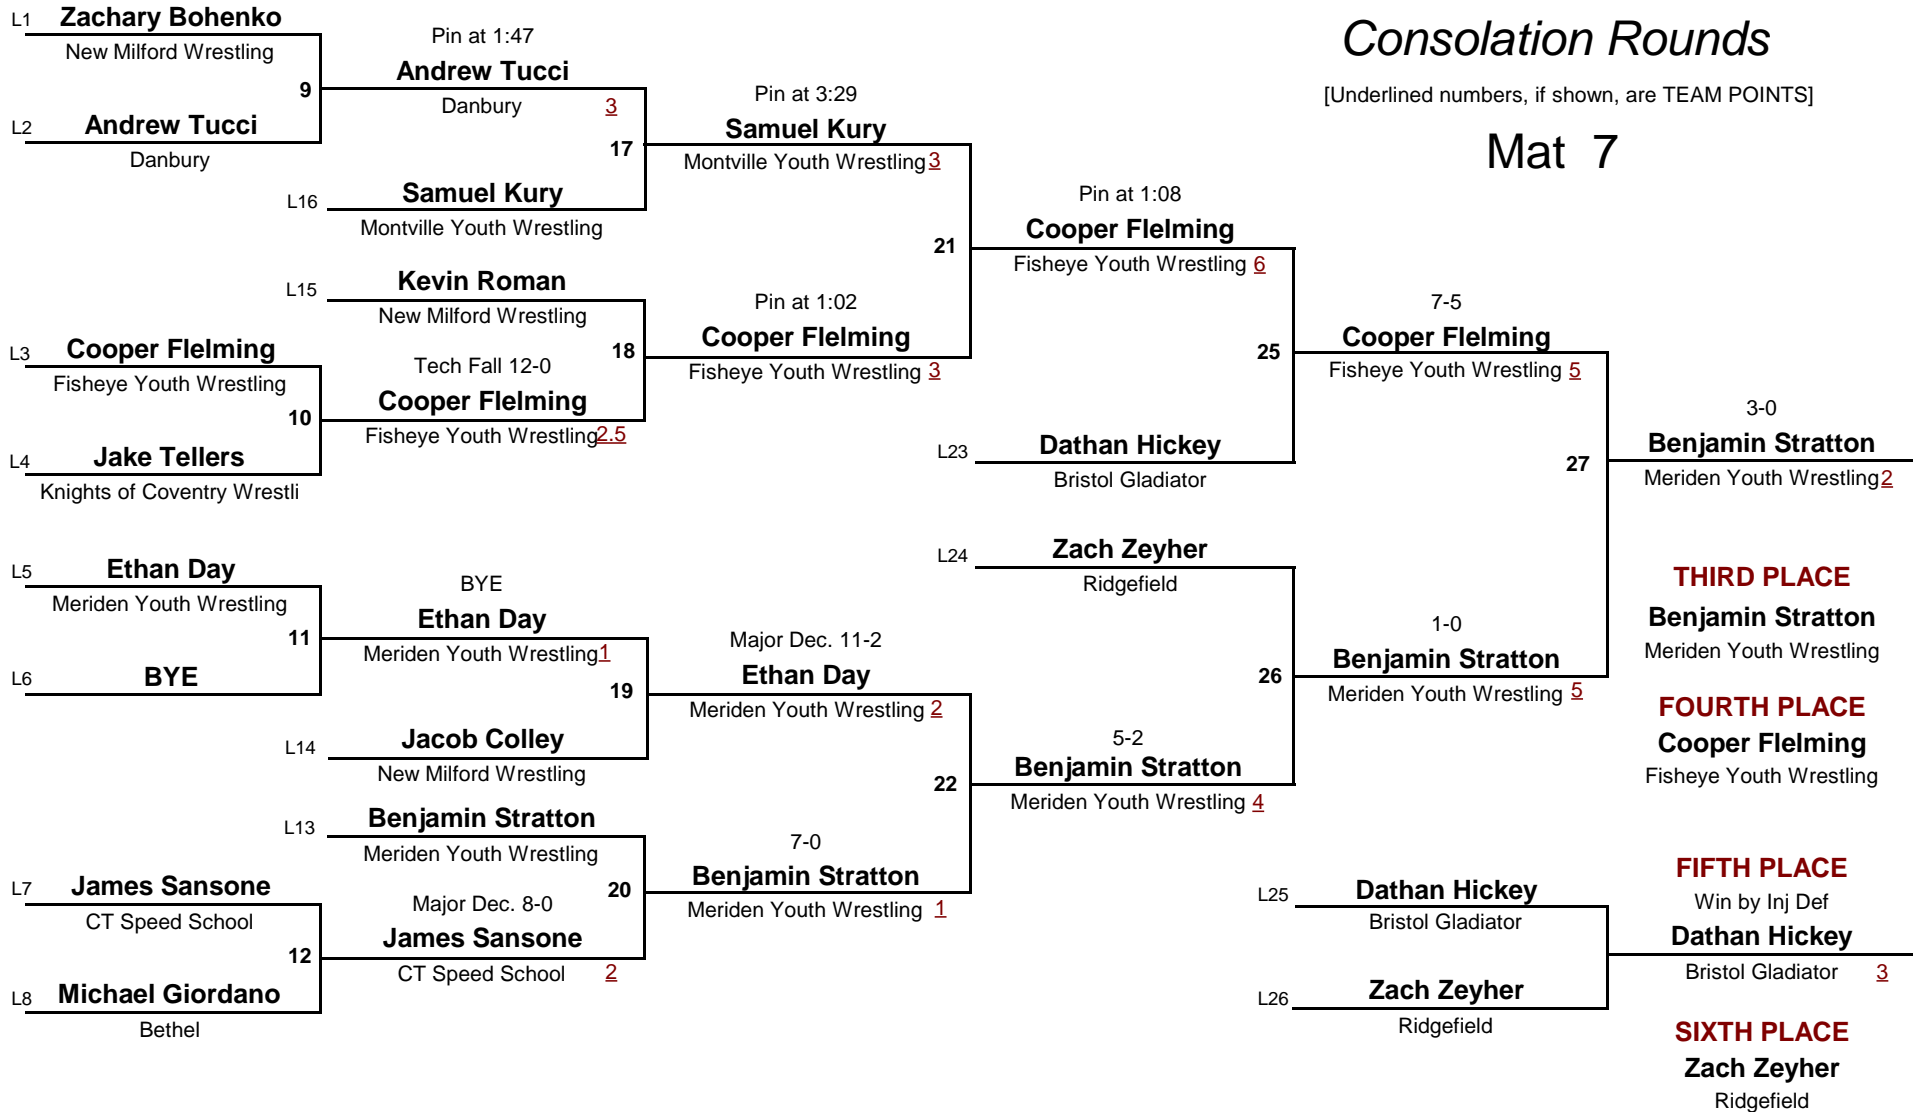 Consolation Rounds
[Underlined numbers, if shown, are TEAM POINTS]
Mat 7
L1 Zachary Bohenko
New Milford Wrestling
9
L2 Andrew Tucci
Danbury
Pin at 1:47
Andrew Tucci
Danbury 3
17
L16 Samuel Kury
Montville Youth Wrestling
Pin at 3:29
Samuel Kury
Montville Youth Wrestling 3
21
L15 Kevin Roman
New Milford Wrestling
18
L3 Cooper Flelming
Fisheye Youth Wrestling
10
L4 Jake Tellers
Knights of Coventry Wrestli
Tech Fall 12-0
Cooper Flelming
Fisheye Youth Wrestling 2.5
Pin at 1:02
Cooper Flelming
Fisheye Youth Wrestling 3
Pin at 1:08
Cooper Flelming
Fisheye Youth Wrestling 6
25
L23 Dathan Hickey
Bristol Gladiator
7-5
Cooper Flelming
Fisheye Youth Wrestling 5
27
3-0
Benjamin Stratton
Meriden Youth Wrestling 2
L5 Ethan Day
Meriden Youth Wrestling
11
L6 BYE
BYE
Ethan Day
Meriden Youth Wrestling 1
19
L14 Jacob Colley
New Milford Wrestling
Major Dec. 11-2
Ethan Day
Meriden Youth Wrestling 2
22
L13 Benjamin Stratton
Meriden Youth Wrestling
20
L7 James Sansone
CT Speed School
12
L8 Michael Giordano
Bethel
Major Dec. 8-0
James Sansone
CT Speed School 2
7-0
Benjamin Stratton
Meriden Youth Wrestling 1
5-2
Benjamin Stratton
Meriden Youth Wrestling 4
L24 Zach Zeyher
Ridgefield
26
1-0
Benjamin Stratton
Meriden Youth Wrestling 5
THIRD PLACE
Benjamin Stratton
Meriden Youth Wrestling
FOURTH PLACE
Cooper Flelming
Fisheye Youth Wrestling
L25 Dathan Hickey
Bristol Gladiator
L26 Zach Zeyher
Ridgefield
FIFTH PLACE
Win by Inj Def
Dathan Hickey
Bristol Gladiator 3
SIXTH PLACE
Zach Zeyher
Ridgefield